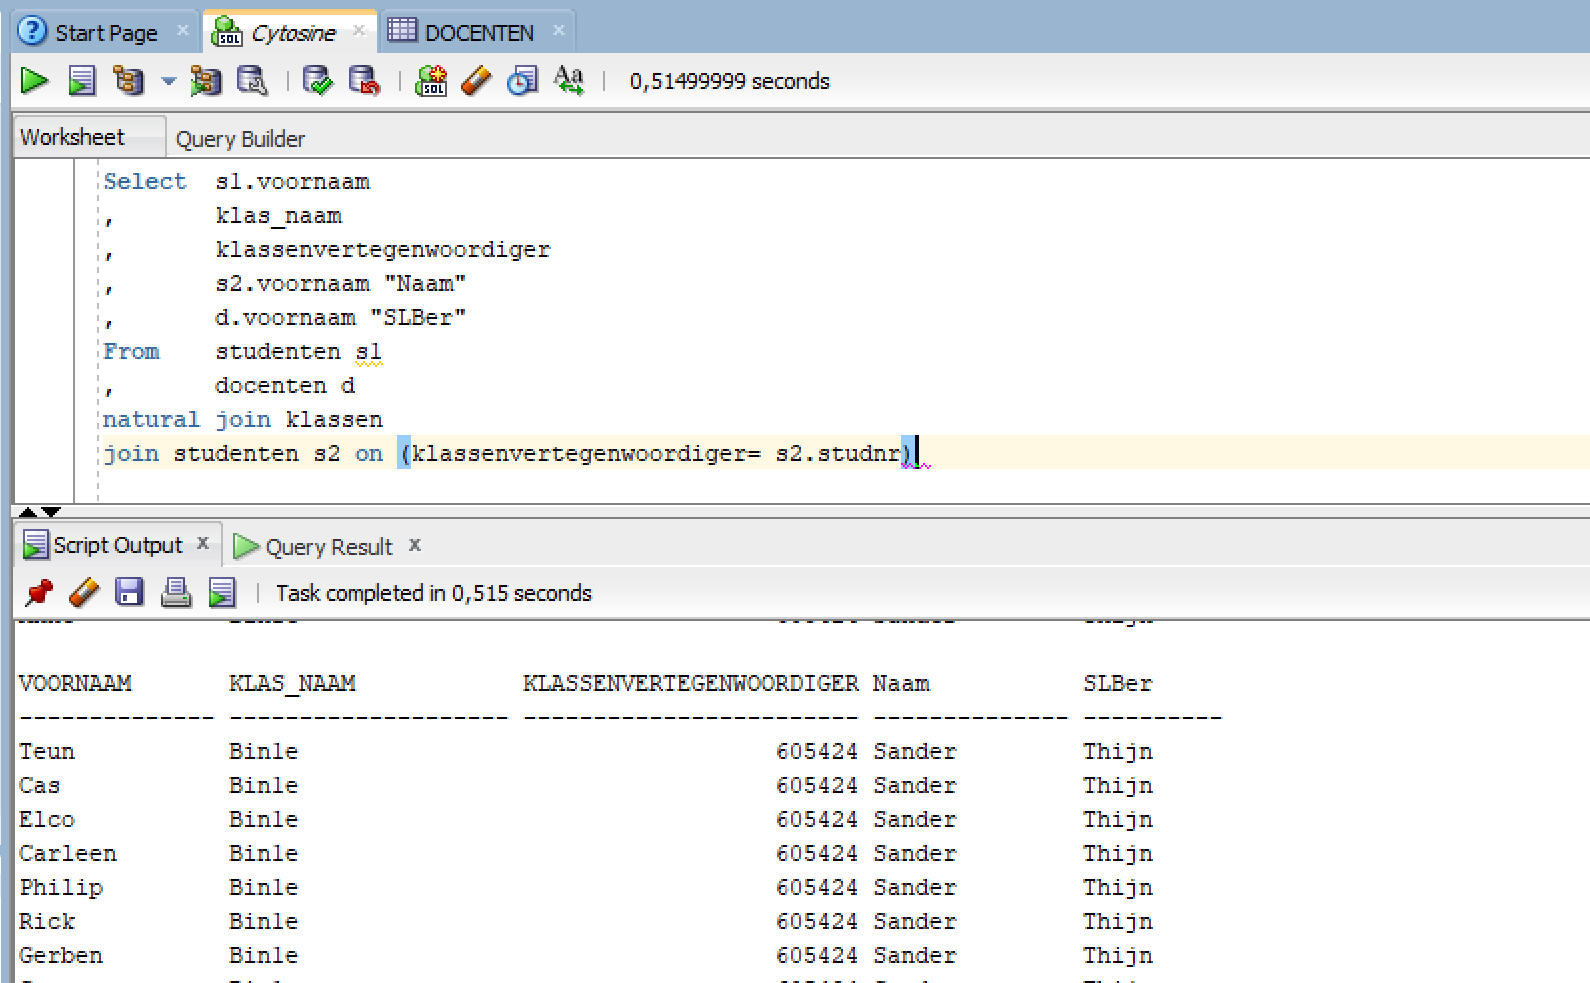 Start Page
Cytosine
DOCENTEN
0,51499999 seconds
Worksheet
Query Builder
Select s1.voornaam
, klas_naam
, klassenvertegenwoordiger
, s2.voornaam "Naam"
, d.voornaam "SLBer"
From studenten s1
, docenten d
natural join klassen
join studenten s2 on (klassenvertegenwoordiger= s2.studnr)
Script Output x
Query Result x
Task completed in 0,515 seconds
VOORNAAM KLAS_NAAM KLASSENVERTEGENWOORDIGER Naam SLBer
-------------- -------------------- ------------------------ -------------- ----------
Teun Binle 605424 Sander Thijn
Cas Binle 605424 Sander Thijn
Elco Binle 605424 Sander Thijn
Carleen Binle 605424 Sander Thijn
Philip Binle 605424 Sander Thijn
Rick Binle 605424 Sander Thijn
Gerben Binle 605424 Sander Thijn